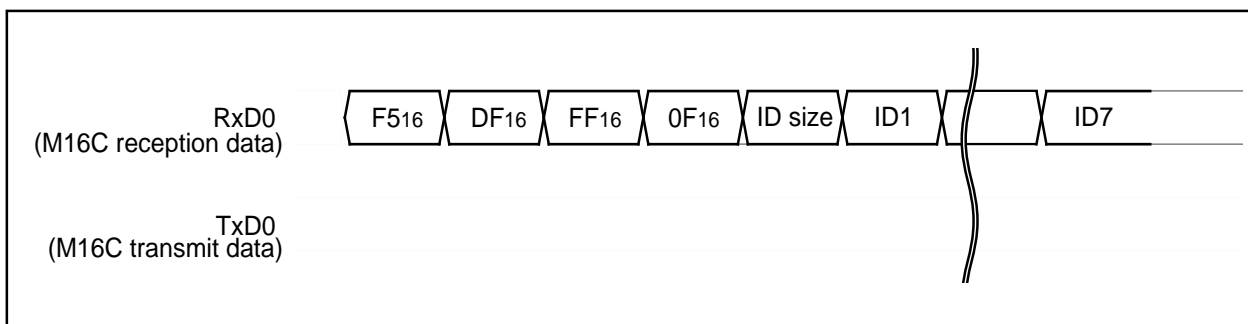 RxD0
(M16C reception data)
F516 DF16 FF16 0F16 ID size ID1 ID7
TxD0
(M16C transmit data)